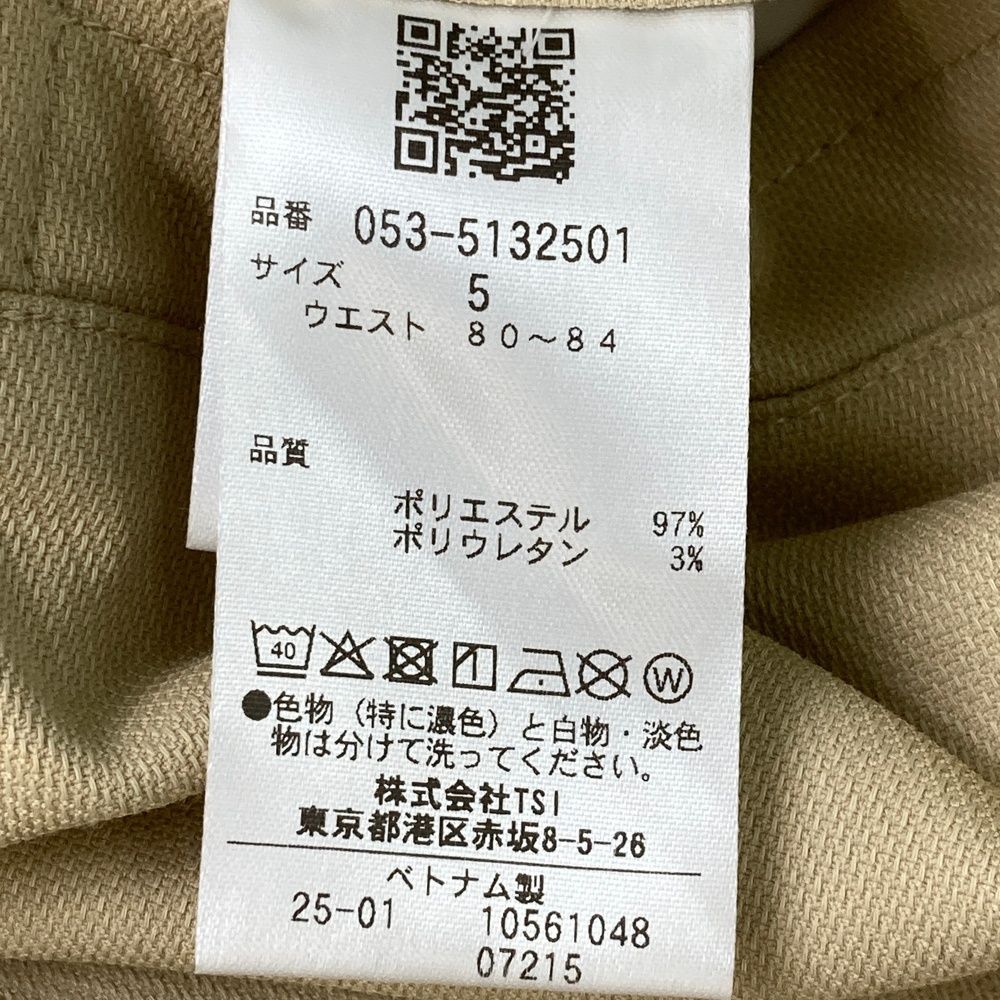 品番 053-5132501
サイズ 5
ウエスト 80～84
品質
ポリエステル 97%
ポリウレタン 3%
40 W
●色物（特に濃色）と白物・淡色
物は分けて洗ってください。
株式会社TSI
東京都港区赤坂8-5-26
ベトナム製
25-01 10561048
07215